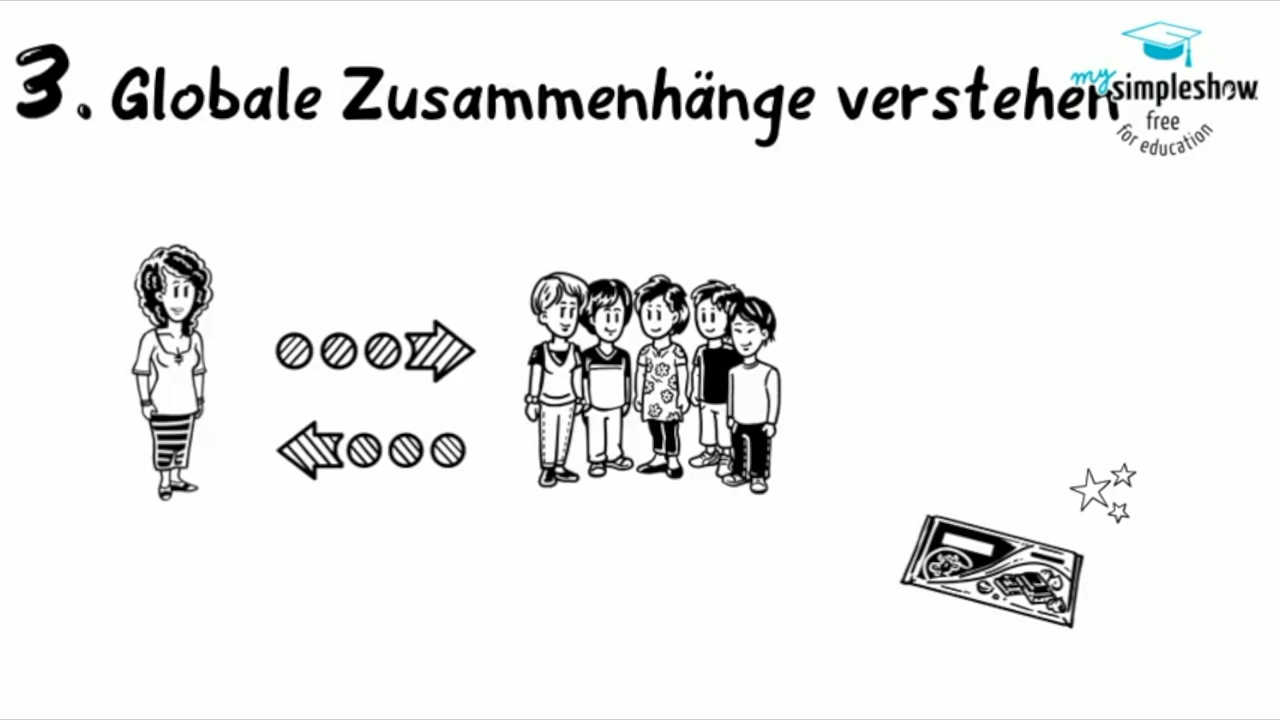 3. Globale Zusammenhänge verstehen
my
simpleshow
free
for education